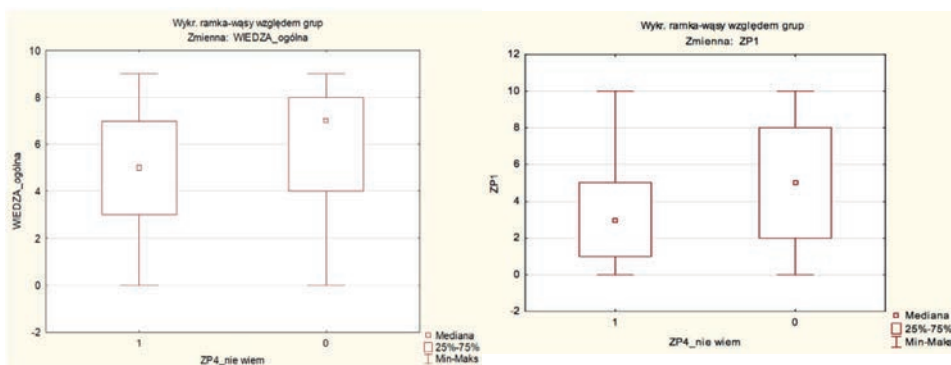 Wykr. ramka-wąsy względem grup
Zmienna: WIEDZA_ogólna
10
8
6
4
2
0
-2
WIEDZA_ogólna
1
0
ZP4_nie wiem
Mediana
25%-75%
Min-Maks
Wykr. ramka-wąsy względem grup
Zmienna: ZP1
12
10
8
6
4
2
0
-2
ZP1
1
0
ZP4_nie wiem
Mediana
25%-75%
Min-Maks